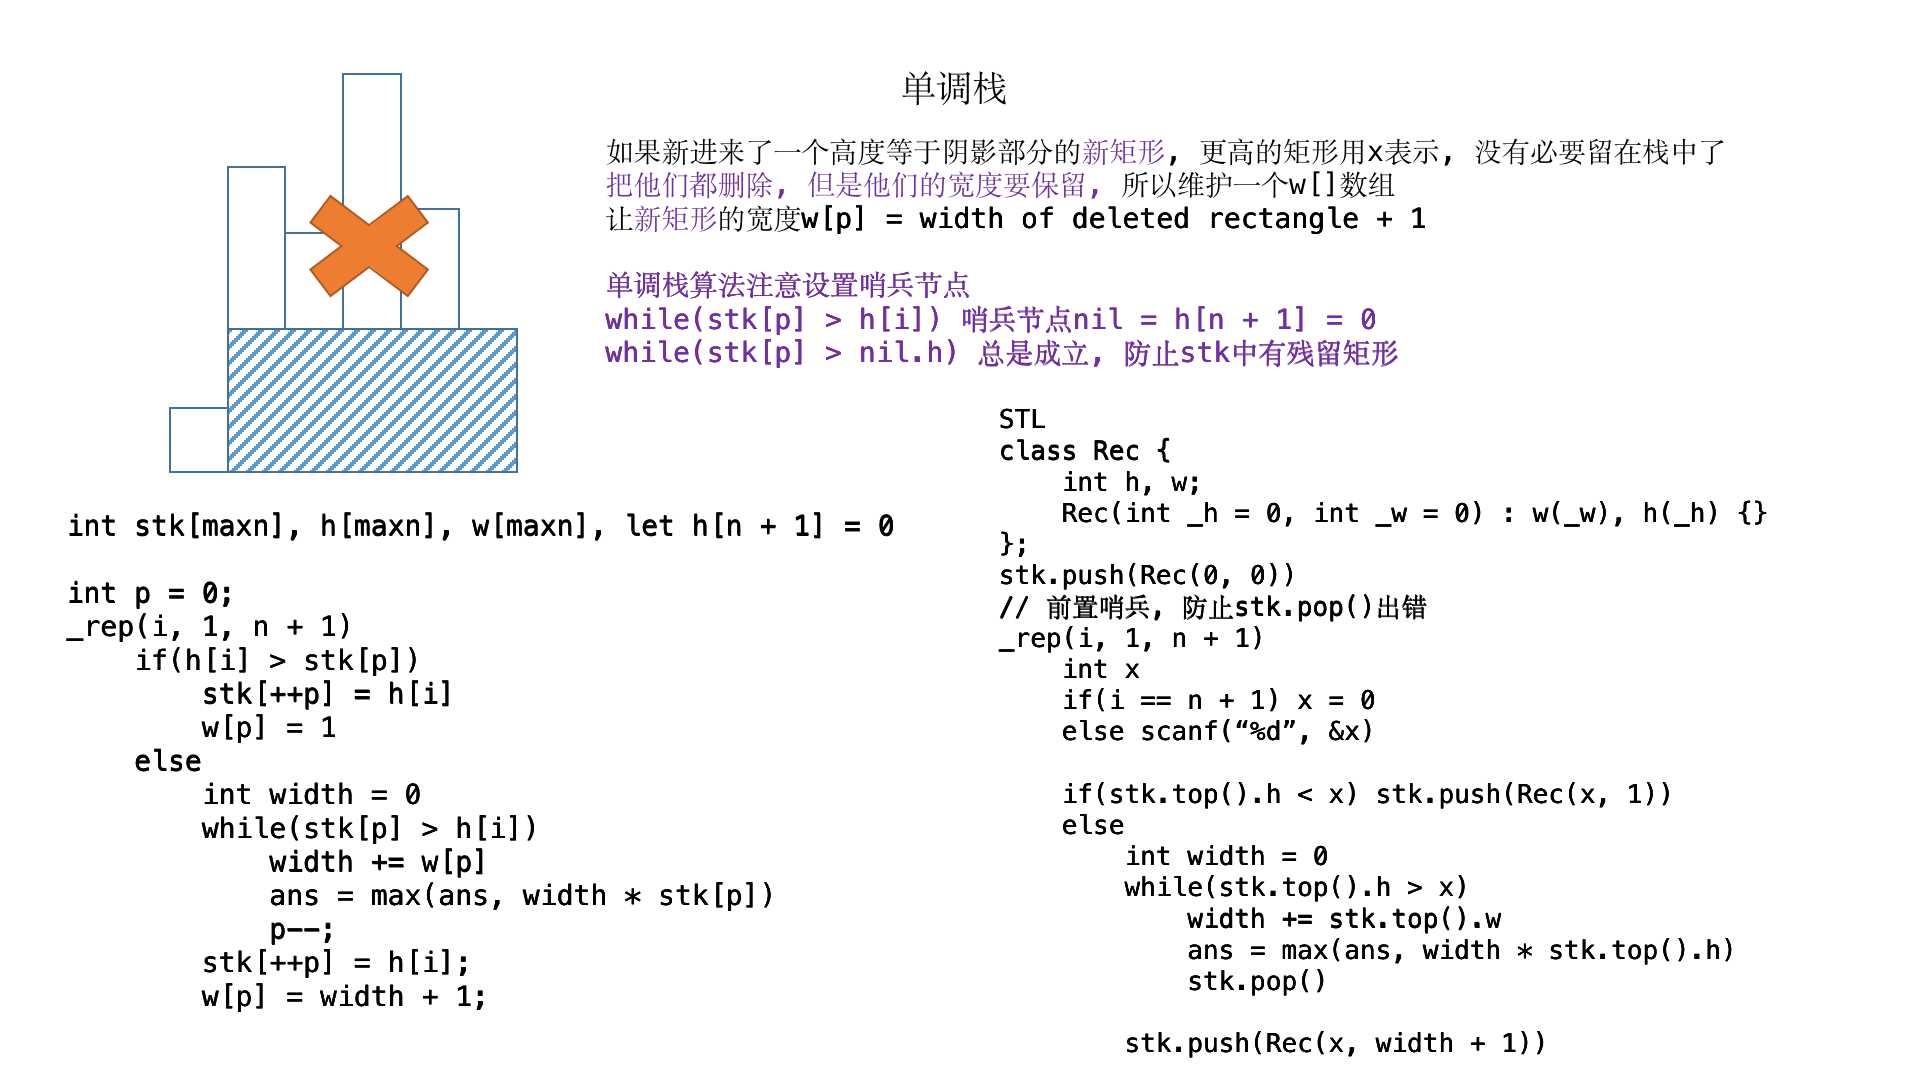 单调栈
如果新进来了一个高度等于阴影部分的新矩形, 更高的矩形用x表示, 没有必要留在栈中了
把他们都删除, 但是他们的宽度要保留, 所以维护一个w[]数组
让新矩形的宽度w[p] = width of deleted rectangle + 1
单调栈算法注意设置哨兵节点
while(stk[p] > h[i]) 哨兵节点nil = h[n + 1] = 0
while(stk[p] > nil.h) 总是成立, 防止stk中有残留矩形
int stk[maxn], h[maxn], w[maxn], let h[n + 1] = 0
int p = 0;
_rep(i, 1, n + 1)
    if(h[i] > stk[p])
        stk[++p] = h[i]
        w[p] = 1
    else
        int width = 0
        while(stk[p] > h[i])
            width += w[p]
            ans = max(ans, width * stk[p])
            p--;
        stk[++p] = h[i];
        w[p] = width + 1;
STL
class Rec {
    int h, w;
    Rec(int _h = 0, int _w = 0) : w(_w), h(_h) {}
};
stk.push(Rec(0, 0))
// 前置哨兵, 防止stk.pop()出错
_rep(i, 1, n + 1)
    int x
    if(i == n + 1) x = 0
    else scanf(“%d”, &x)
    if(stk.top().h < x) stk.push(Rec(x, 1))
    else
        int width = 0
        while(stk.top().h > x)
            width += stk.top().w
            ans = max(ans, width * stk.top().h)
            stk.pop()
        stk.push(Rec(x, width + 1))